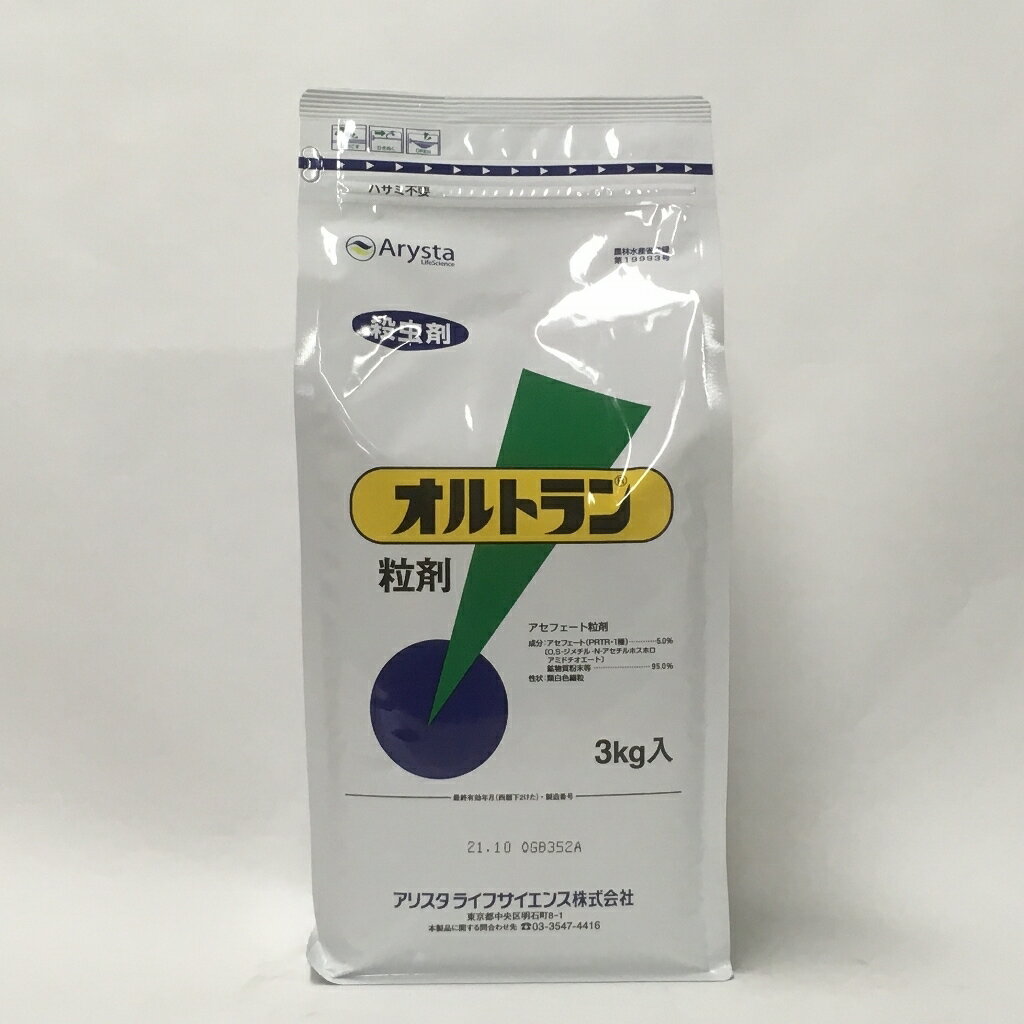 ハサミ不要
Arysta
LifeScience
農林水産省登録
第19993号
殺虫剤
オルトラン®
粒剤
アセフェート粒剤
成分:アセフェート(PRTR・1種)…………5.0%
(O,S-ジメチル-N-アセチルホスホロ
アミドチオエート)
鉱物質粉末等…………………95.0%
性状:類白色細粒
3kg入
最終有効年月(西暦下2けた)・製造番号
21.10 QGB352A
アリスタ ライフサイエンス株式会社
東京都中央区明石町8-1
本製品に関する問合わせ先 ☎03-3547-4416